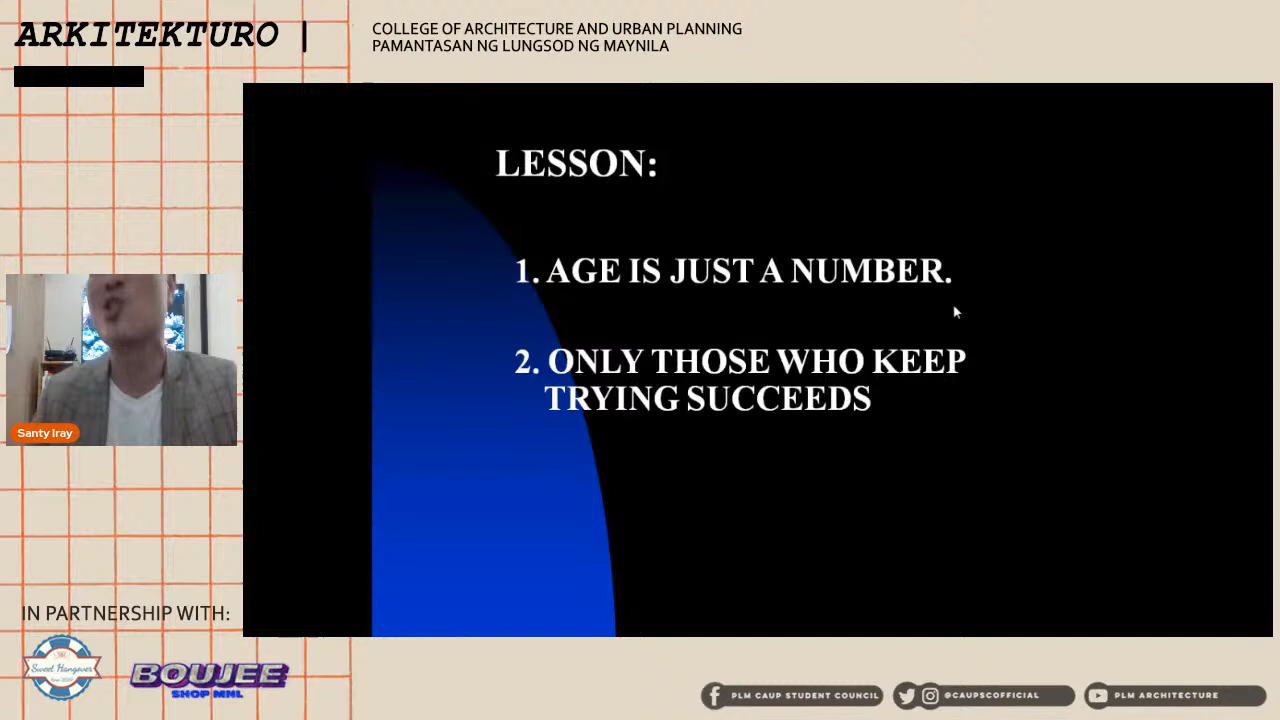 ARKITEKTURO |
COLLEGE OF ARCHITECTURE AND URBAN PLANNING
PAMANTASAN NG LUNGSOD NG MAYNILA
LESSON:
1. AGE IS JUST A NUMBER.
2. ONLY THOSE WHO KEEP
TRYING SUCCEEDS
Santy Iray
IN PARTNERSHIP WITH:
Sweet Hangover
BOUJEE
SHOP MNL
PLM CAUP STUDENT COUNCIL
@CAUPSCOFFICIAL
PLM ARCHITECTURE